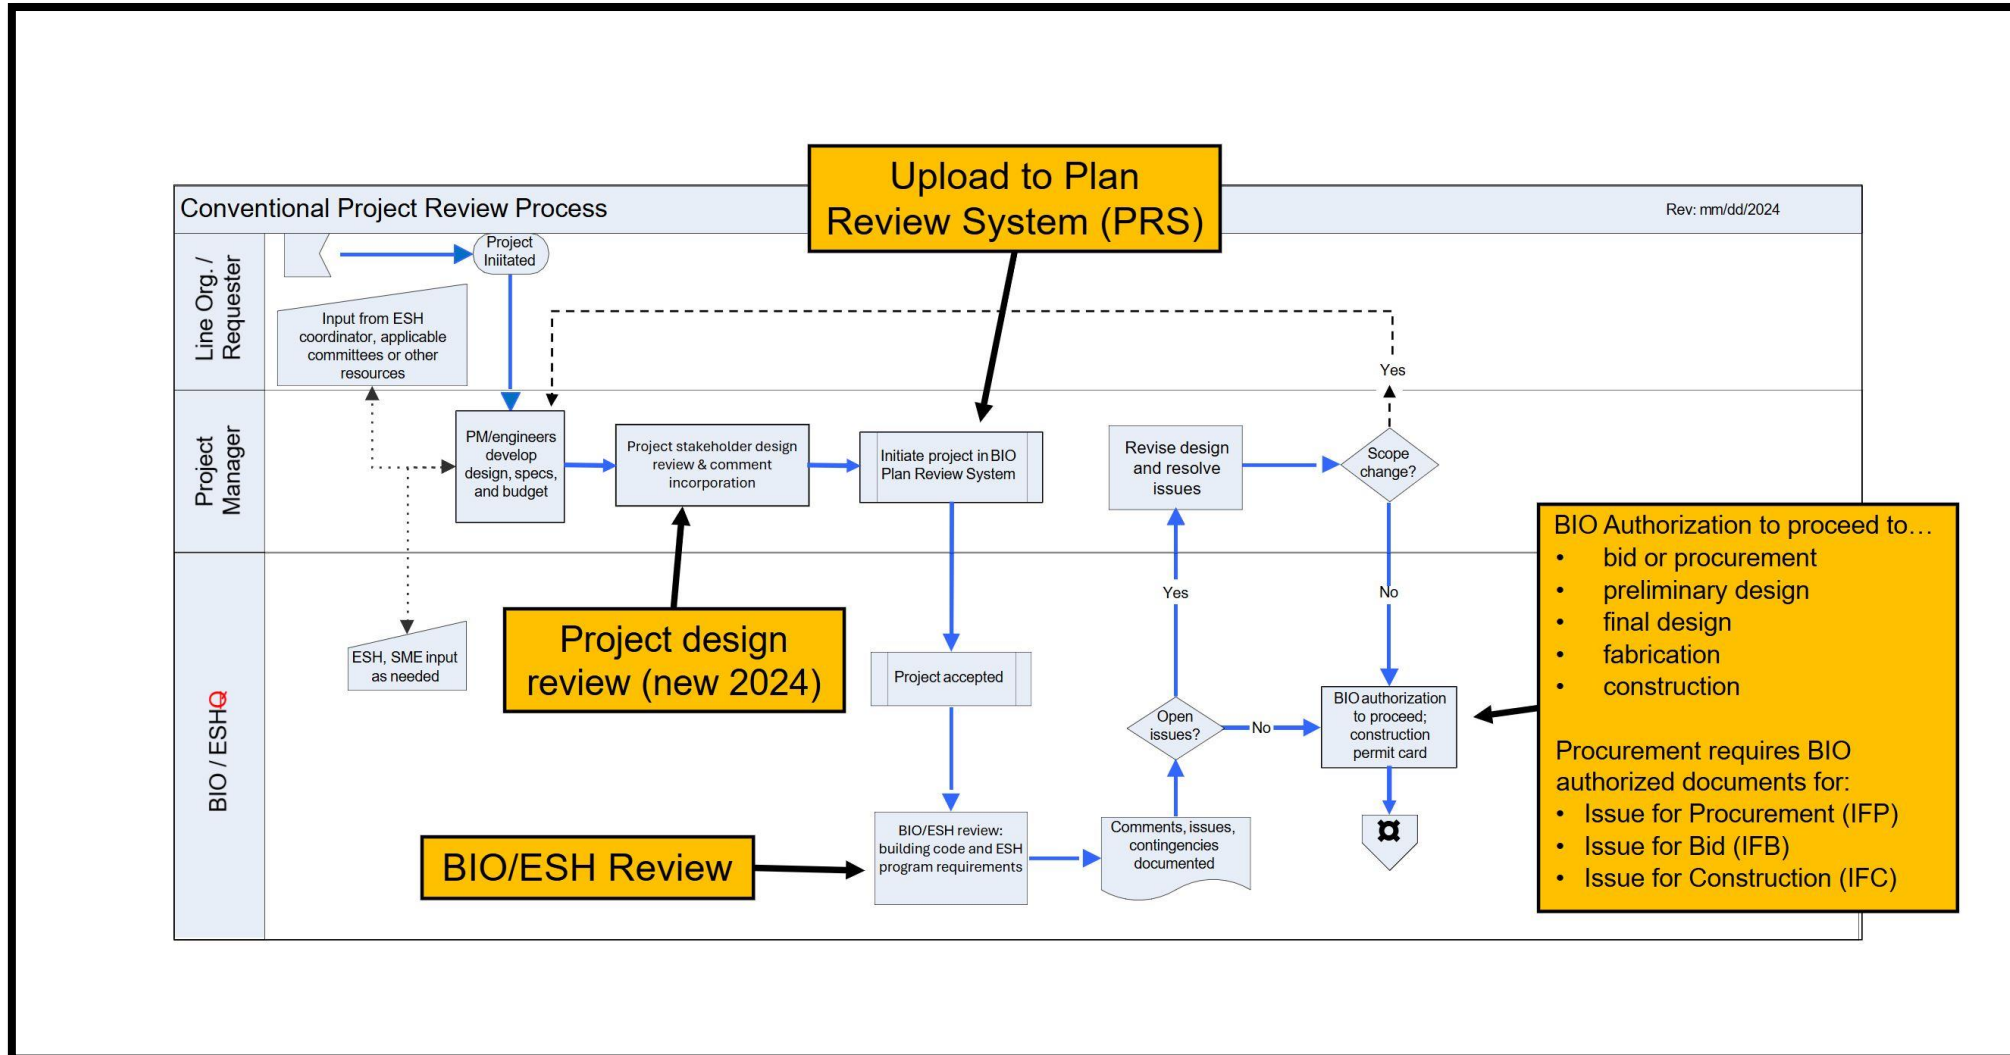 Upload to Plan
Review System (PRS)
Conventional Project Review Process
Rev: mm/dd/2024
Line Org. /
Requester
Project
Iniitated
Input from ESH
coordinator, applicable
committees or other
resources
Yes
Project
Manager
PM/engineers
develop
design, specs,
and budget
Project stakeholder design
review & comment
incorporation
Initiate project in BIO
Plan Review System
Revise design
and resolve
issues
Scope
change?
BIO / ESHQ
ESH, SME input
as needed
Project design
review (new 2024)
Project accepted
Yes
No
Open
issues?
No
BIO authorization
to proceed;
construction
permit card
BIO/ESH Review
BIO/ESH review:
building code and ESH
program requirements
Comments, issues,
contingencies
documented
BIO Authorization to proceed to…
• bid or procurement
• preliminary design
• final design
• fabrication
• construction
Procurement requires BIO
authorized documents for:
• Issue for Procurement (IFP)
• Issue for Bid (IFB)
• Issue for Construction (IFC)